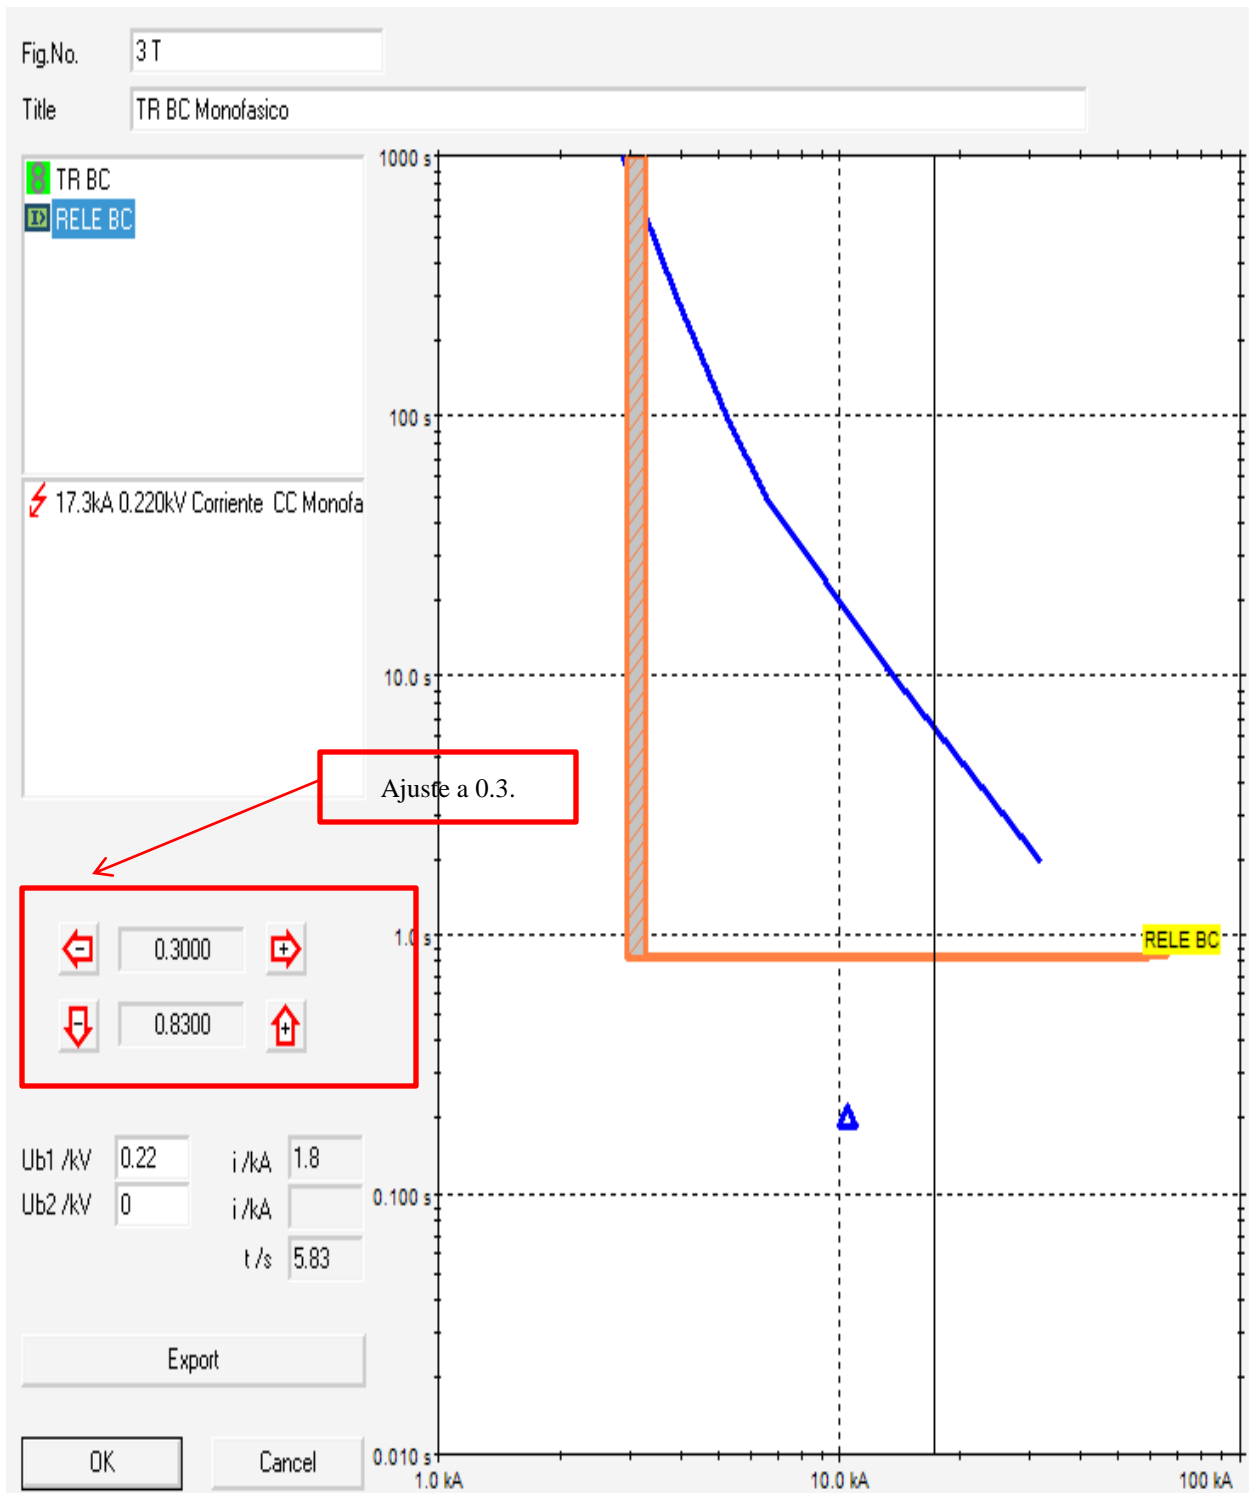 Fig.No.
3 T
Title
TR BC Monofasico
TR BC
RELE BC
17.3kA 0.220kV Corriente CC Monofa
Ajuste a 0.3.
0.3000
0.8300
Ub1 /kV
0.22
i /kA
1.8
Ub2 /kV
0
i /kA
t /s
5.83
Export
OK
Cancel
1000 s
100 s
10.0 s
1.0 s
0.100 s
0.010 s
RELE BC
1.0 kA
10.0 kA
100 kA